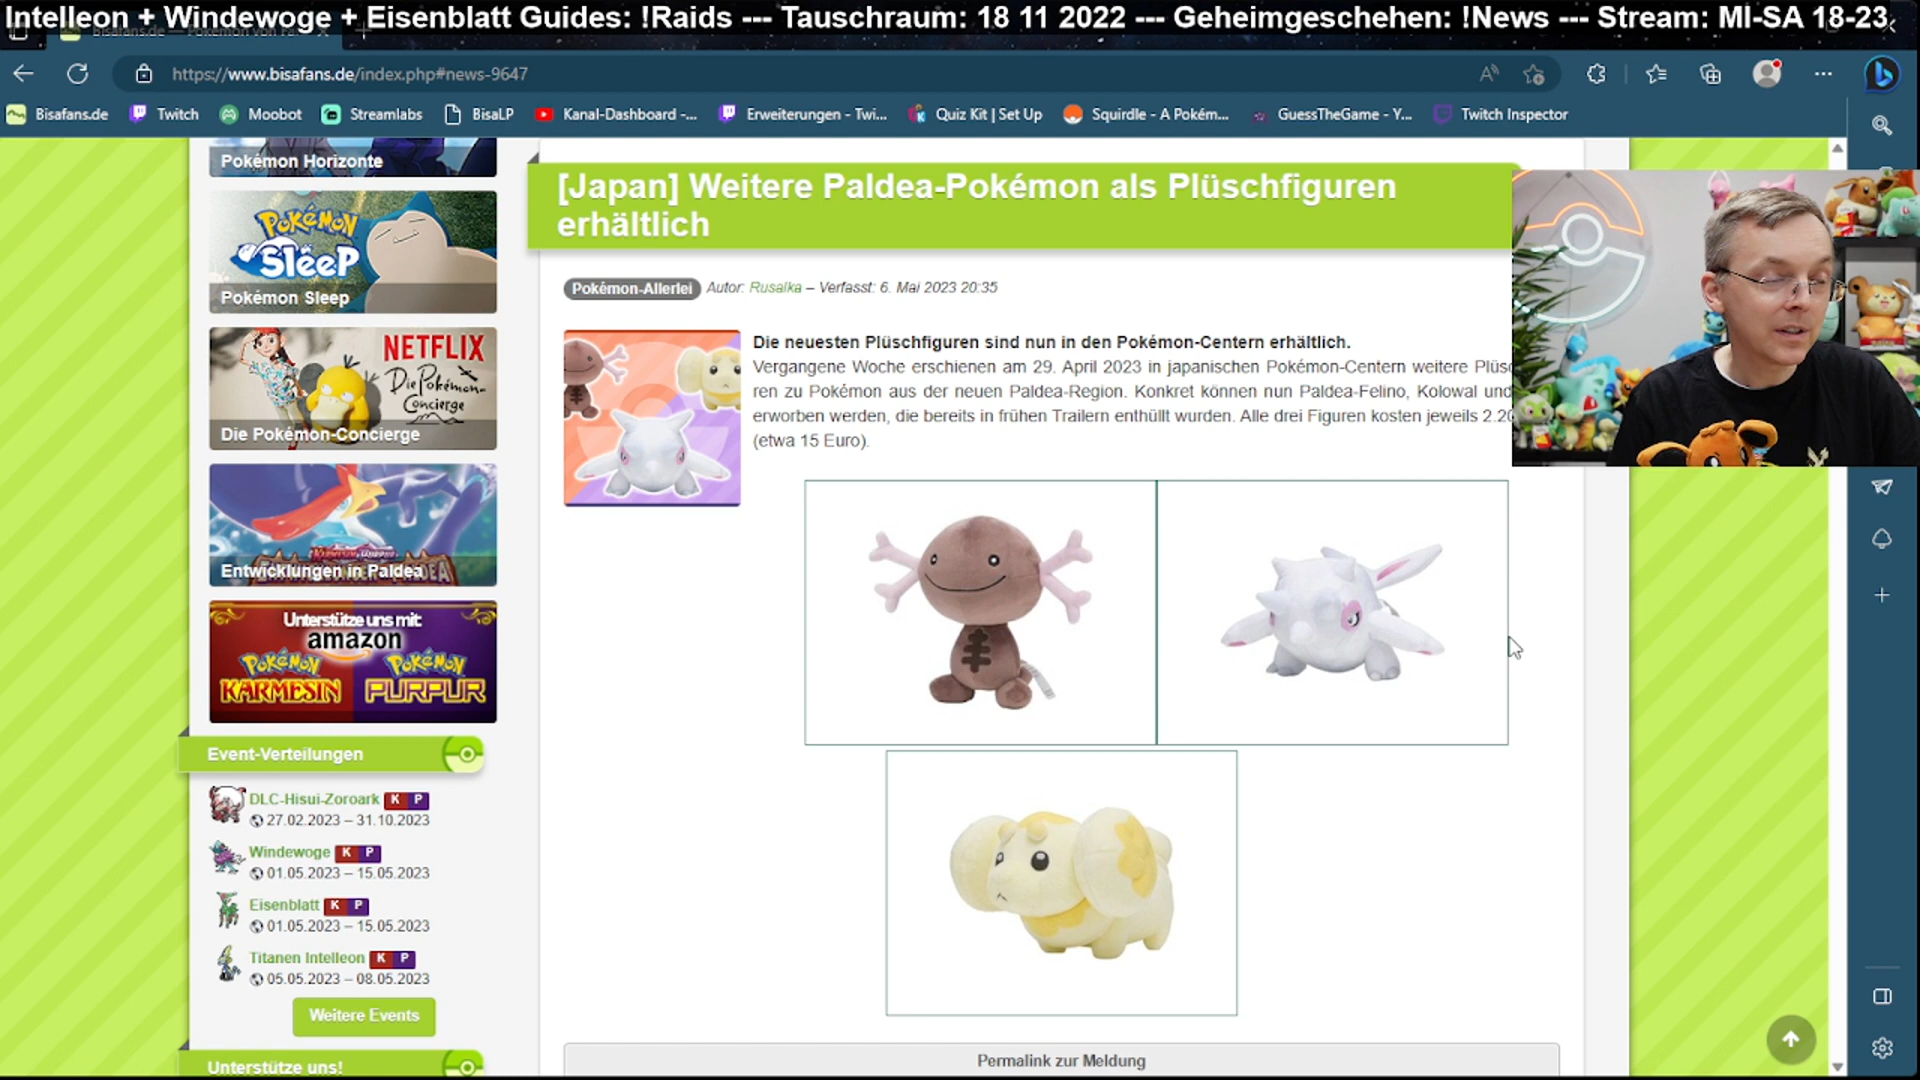 Intelleon + Windewoge + Eisenblatt Guides: !Raids --- Tauschraum: 18 11 2022 --- Geheimgeschehen: !News --- Stream: MI-SA 18-23
https://www.bisafans.de/index.php#news-9647
Bisafans.de Twitch Moobot Streamlabs BisaLP Kanal-Dashboard -... Erweiterungen - Twi... Quiz Kit | Set Up Squirdle - A Pokém... GuessTheGame - Y... Twitch Inspector
Pokémon Horizonte
POKéMON
SLeeP
Pokémon Sleep
NETFLIX
Die Pokémon-
Concierge
Die Pokémon-Concierge
Entwicklungen in Paldea
Unterstütze uns mit:
amazon
POKéMON POKéMON
KARMESIN PURPUR
Event-Verteilungen
DLC-Hisui-Zoroark K P
27.02.2023 – 31.10.2023
Windewoge K P
01.05.2023 – 15.05.2023
Eisenblatt K P
01.05.2023 – 15.05.2023
Titanen Intelleon K P
05.05.2023 – 08.05.2023
Weitere Events
Unterstütze uns!
[Japan] Weitere Paldea-Pokémon als Plüschfiguren
erhältlich
Pokémon-Allerlei Autor: Rusalka – Verfasst: 6. Mai 2023 20:35
Die neuesten Plüschfiguren sind nun in den Pokémon-Centern erhältlich.
Vergangene Woche erschienen am 29. April 2023 in japanischen Pokémon-Centern weitere Plüsc
ren zu Pokémon aus der neuen Paldea-Region. Konkret können nun Paldea-Felino, Kolowal und
erworben werden, die bereits in frühen Trailern enthüllt wurden. Alle drei Figuren kosten jeweils 2.20
(etwa 15 Euro).
Permalink zur Meldung